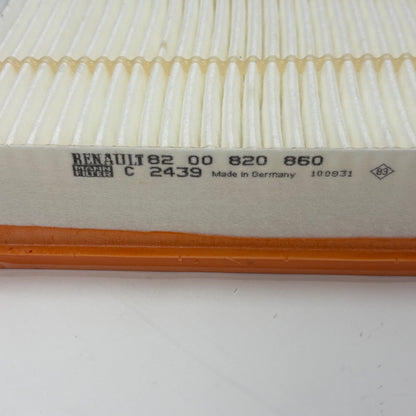 RENAULT 82 00 820 860
MANN FILTER C 2439 Made in Germany 100931 83